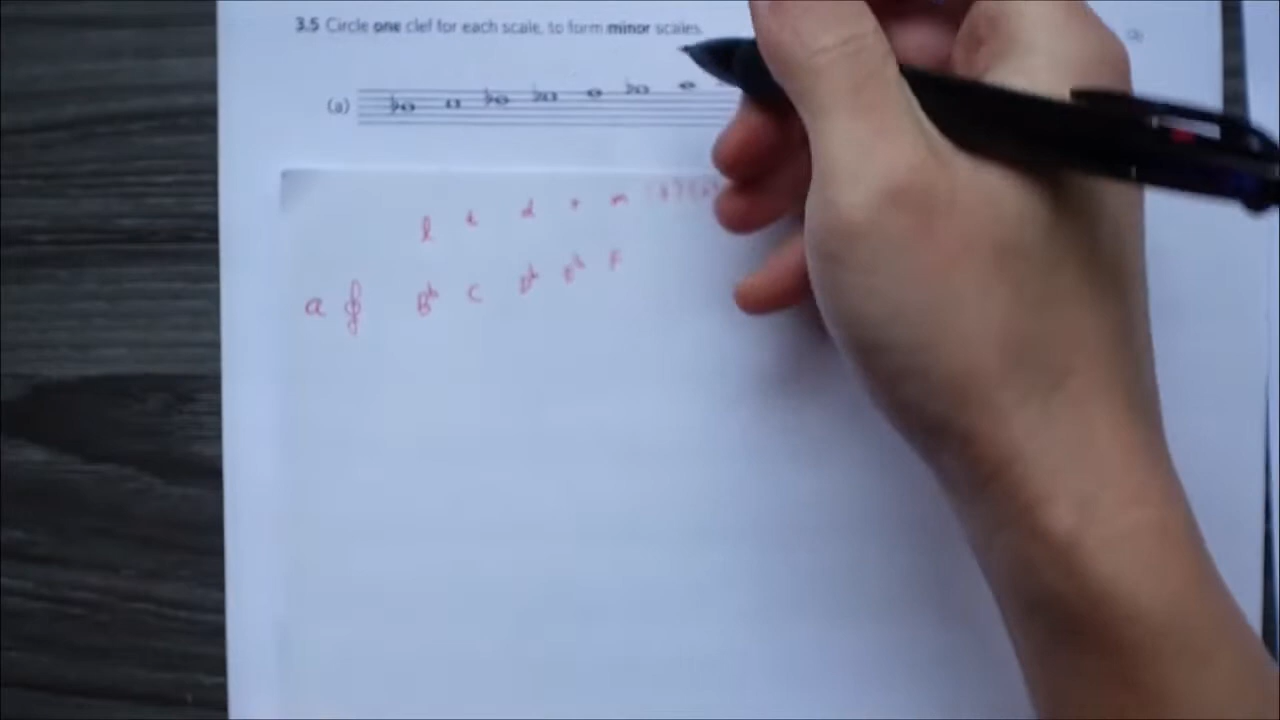 3.5 Circle one clef for each scale, to form minor scales.
(a)
l t d r m
a B♭ C D♭ E♭ F